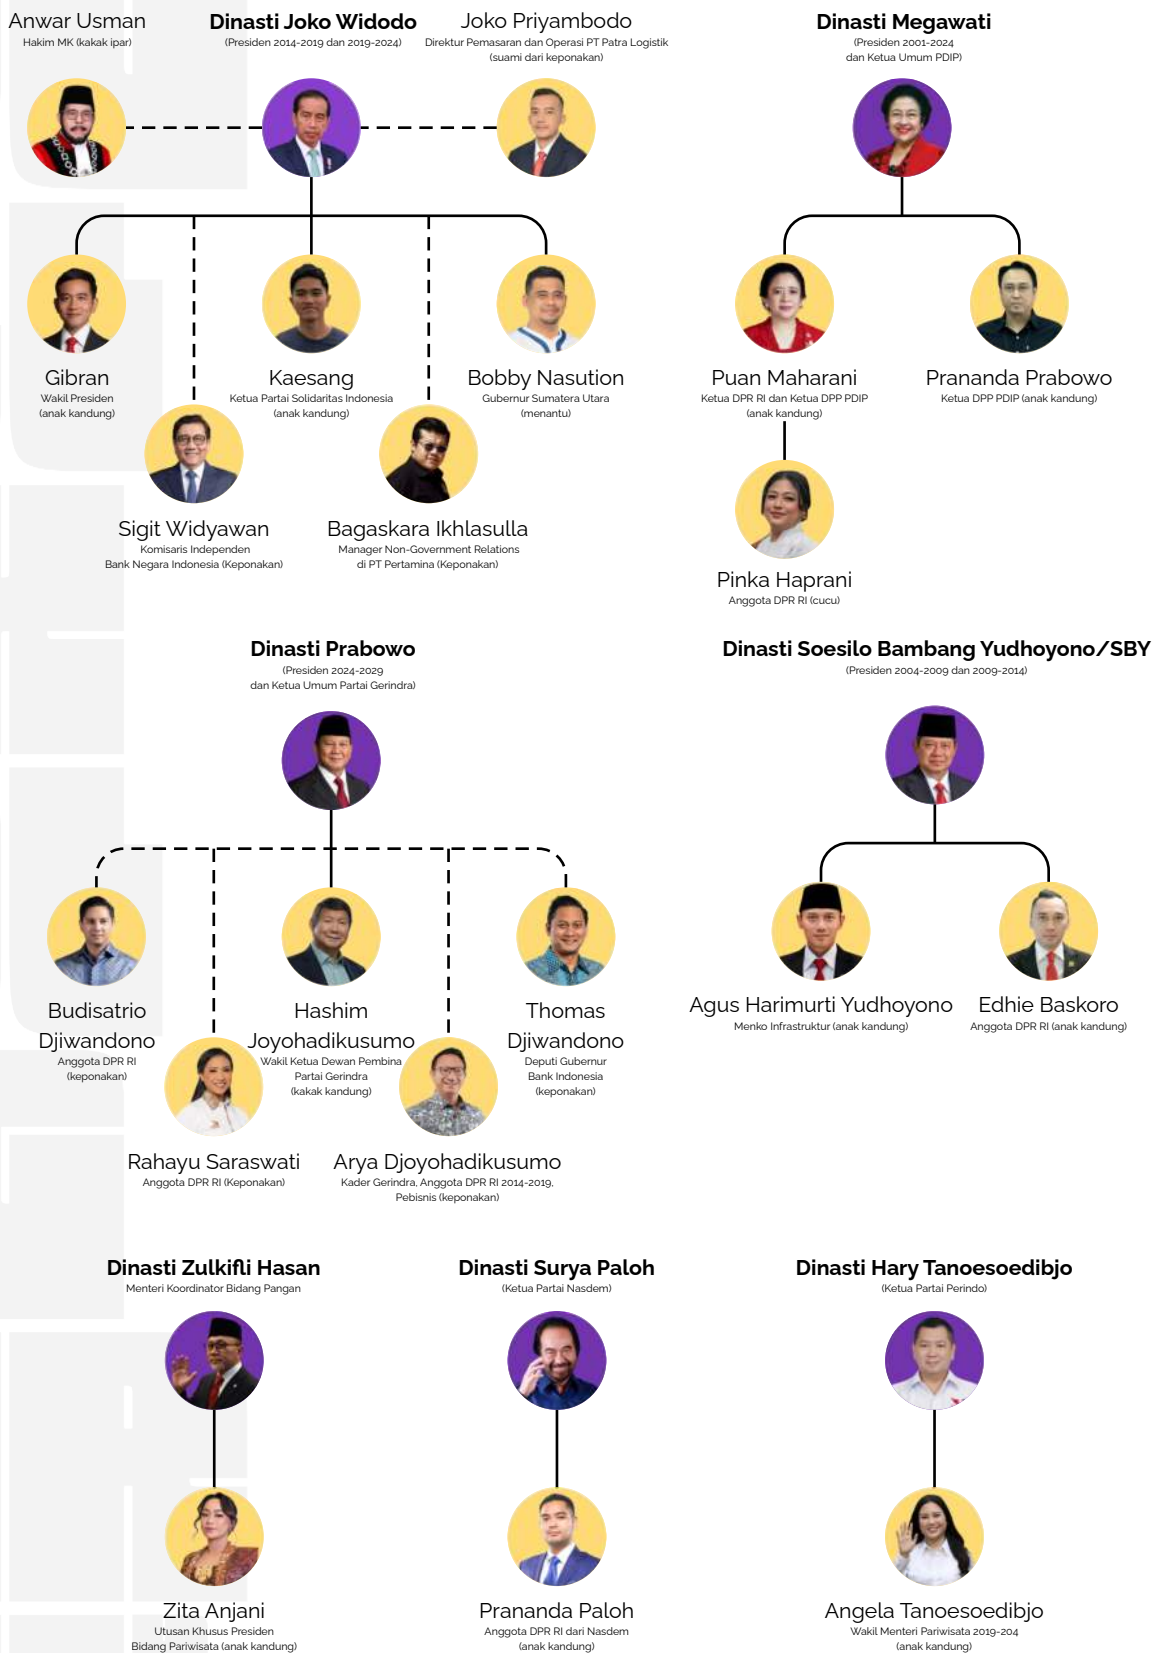 Anwar Usman
Hakim MK (kakak ipar)
Dinasti Joko Widodo
(Presiden 2014-2019 dan 2019-2024)
Joko Priyambodo
Direktur Pemasaran dan Operasi PT Patra Logistik
(suami dari keponakan)
Dinasti Megawati
(Presiden 2001-2024
dan Ketua Umum PDIP)
Gibran
Wakil Presiden
(anak kandung)
Kaesang
Ketua Partai Solidaritas Indonesia
(anak kandung)
Bobby Nasution
Gubernur Sumatera Utara
(menantu)
Puan Maharani
Ketua DPR RI dan Ketua DPP PDIP
(anak kandung)
Prananda Prabowo
Ketua DPP PDIP (anak kandung)
Sigit Widyawan
Komisaris Independen
Bank Negara Indonesia (Keponakan)
Bagaskara Ikhlasulla
Manager Non-Government Relations
di PT Pertamina (Keponakan)
Pinka Haprani
Anggota DPR RI (cucu)
Dinasti Prabowo
(Presiden 2024-2029
dan Ketua Umum Partai Gerindra)
Dinasti Soesilo Bambang Yudhoyono/SBY
(Presiden 2004-2009 dan 2009-2014)
Budisatrio
Djiwandono
Anggota DPR RI
(keponakan)
Hashim
Joyohadikusumo
Wakil Ketua Dewan Pembina
Partai Gerindra
(kakak kandung)
Thomas
Djiwandono
Deputi Gubernur
Bank Indonesia
(keponakan)
Agus Harimurti Yudhoyono
Menko Infrastruktur (anak kandung)
Edhie Baskoro
Anggota DPR RI (anak kandung)
Rahayu Saraswati
Anggota DPR RI (Keponakan)
Arya Djoyohadikusumo
Kader Gerindra, Anggota DPR RI 2014-2019,
Pebisnis (keponakan)
Dinasti Zulkifli Hasan
Menteri Koordinator Bidang Pangan
Dinasti Surya Paloh
(Ketua Partai Nasdem)
Dinasti Hary Tanoesoedibjo
(Ketua Partai Perindo)
Zita Anjani
Utusan Khusus Presiden
Bidang Pariwisata (anak kandung)
Prananda Paloh
Anggota DPR RI dari Nasdem
(anak kandung)
Angela Tanoesoedibjo
Wakil Menteri Pariwisata 2019-204
(anak kandung)